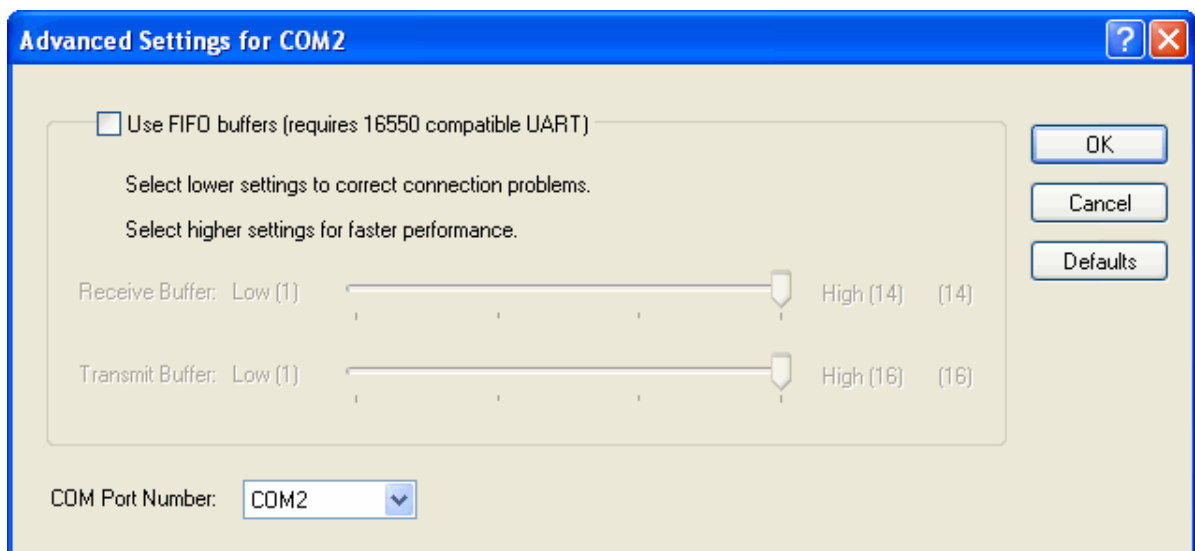 Advanced Settings for COM2
Use FIFO buffers (requires 16550 compatible UART)
OK
Select lower settings to correct connection problems.
Cancel
Select higher settings for faster performance.
Defaults
Receive Buffer: Low (1) High (14) (14)
Transmit Buffer: Low (1) High (16) (16)
COM Port Number: COM2